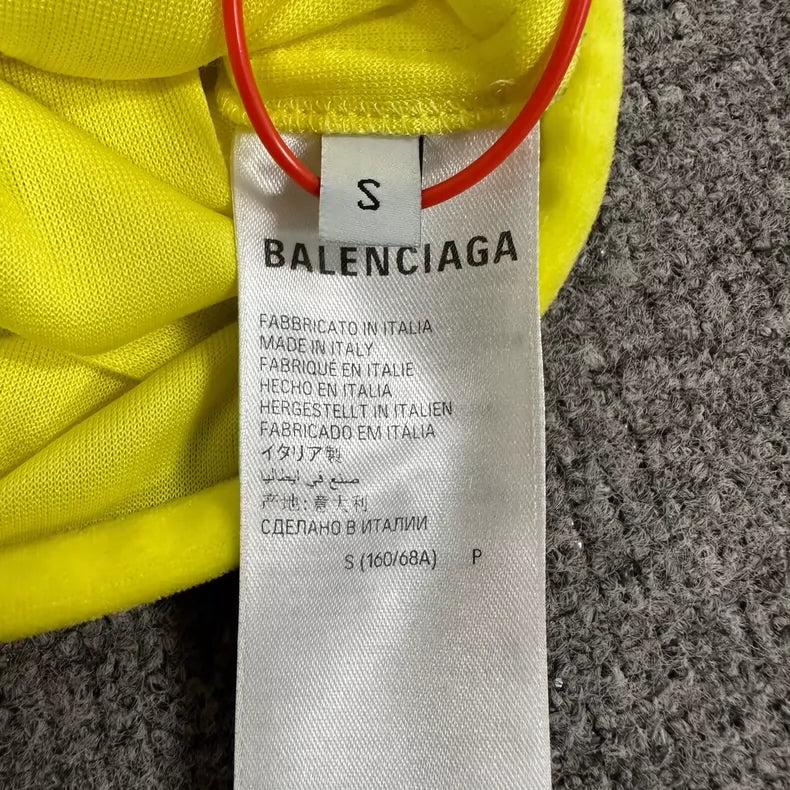 S
BALENCIAGA
FABBRICATO IN ITALIA
MADE IN ITALY
FABRIQUÉ EN ITALIE
HECHO EN ITALIA
HERGESTELLT IN ITALIEN
FABRICADO EM ITALIA
イタリア製
صنع في ايطاليا
产地:意大利
СДЕЛАНО В ИТАЛИИ
S (160/68A) P